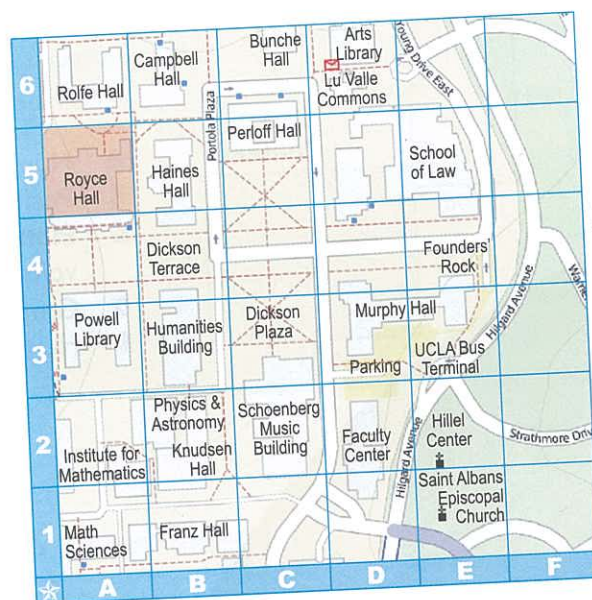 6
5
4
3
2
1
A
B
C
D
E
F
Rolfe Hall
Campbell
Hall
Bunche
Hall
Arts
Library
Lu Valle
Commons
Young Drive East
Portola Plaza
Perloff Hall
Royce
Hall
Haines
Hall
School
of Law
Dickson
Terrace
Founders'
Rock
Powell
Library
Humanities
Building
Dickson
Plaza
Murphy Hall
Hilgard Avenue
Parking
UCLA Bus
Terminal
Physics &
Astronomy
Knudsen
Hall
Schoenberg
Music
Building
Faculty
Center
Hillel
Center
Institute for
Mathematics
Hilgard Avenue
Saint Albans
Episcopal
Church
Math
Sciences
Franz Hall